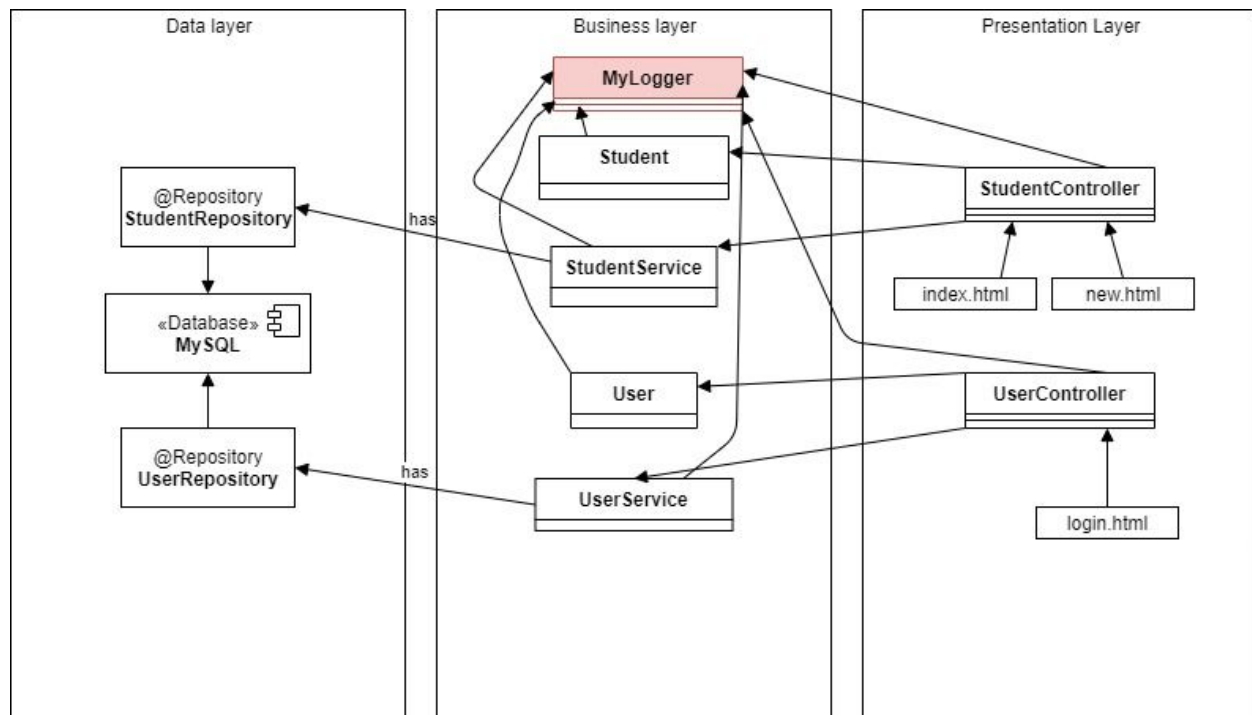 Data layer
Business layer
Presentation Layer
MyLogger
Student
@Repository
StudentRepository
StudentController
has
StudentService
index.html
new.html
«Database»
MySQL
User
UserController
@Repository
UserRepository
has
UserService
login.html